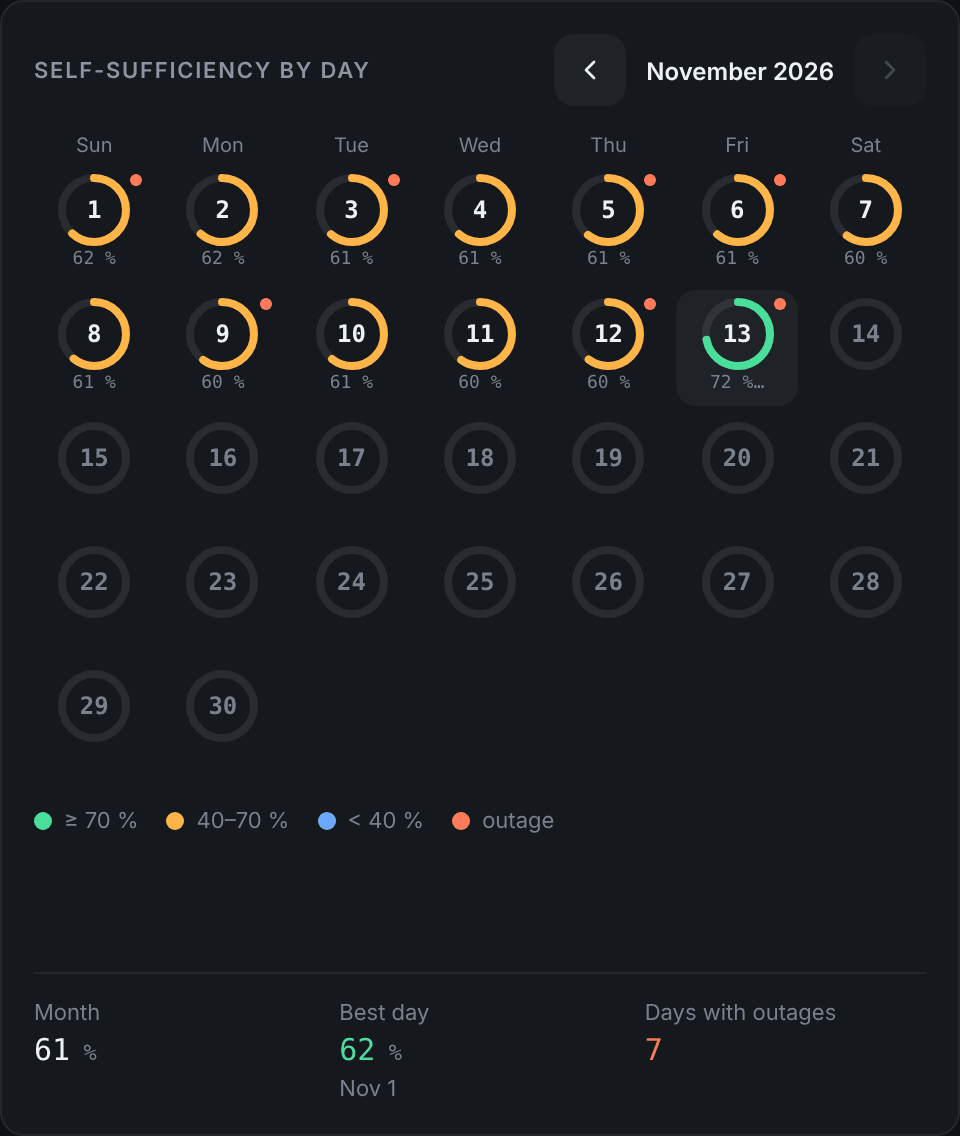 SELF-SUFFICIENCY BY DAY November 2026
Sun Mon Tue Wed Thu Fri Sat
1 2 3 4 5 6 7
62 % 62 % 61 % 61 % 61 % 61 % 60 %
8 9 10 11 12 13 14
61 % 60 % 61 % 60 % 60 % 72 %…
15 16 17 18 19 20 21
22 23 24 25 26 27 28
29 30
≥ 70 % 40–70 % < 40 % outage
Month Best day Days with outages
61 % 62 % 7
Nov 1